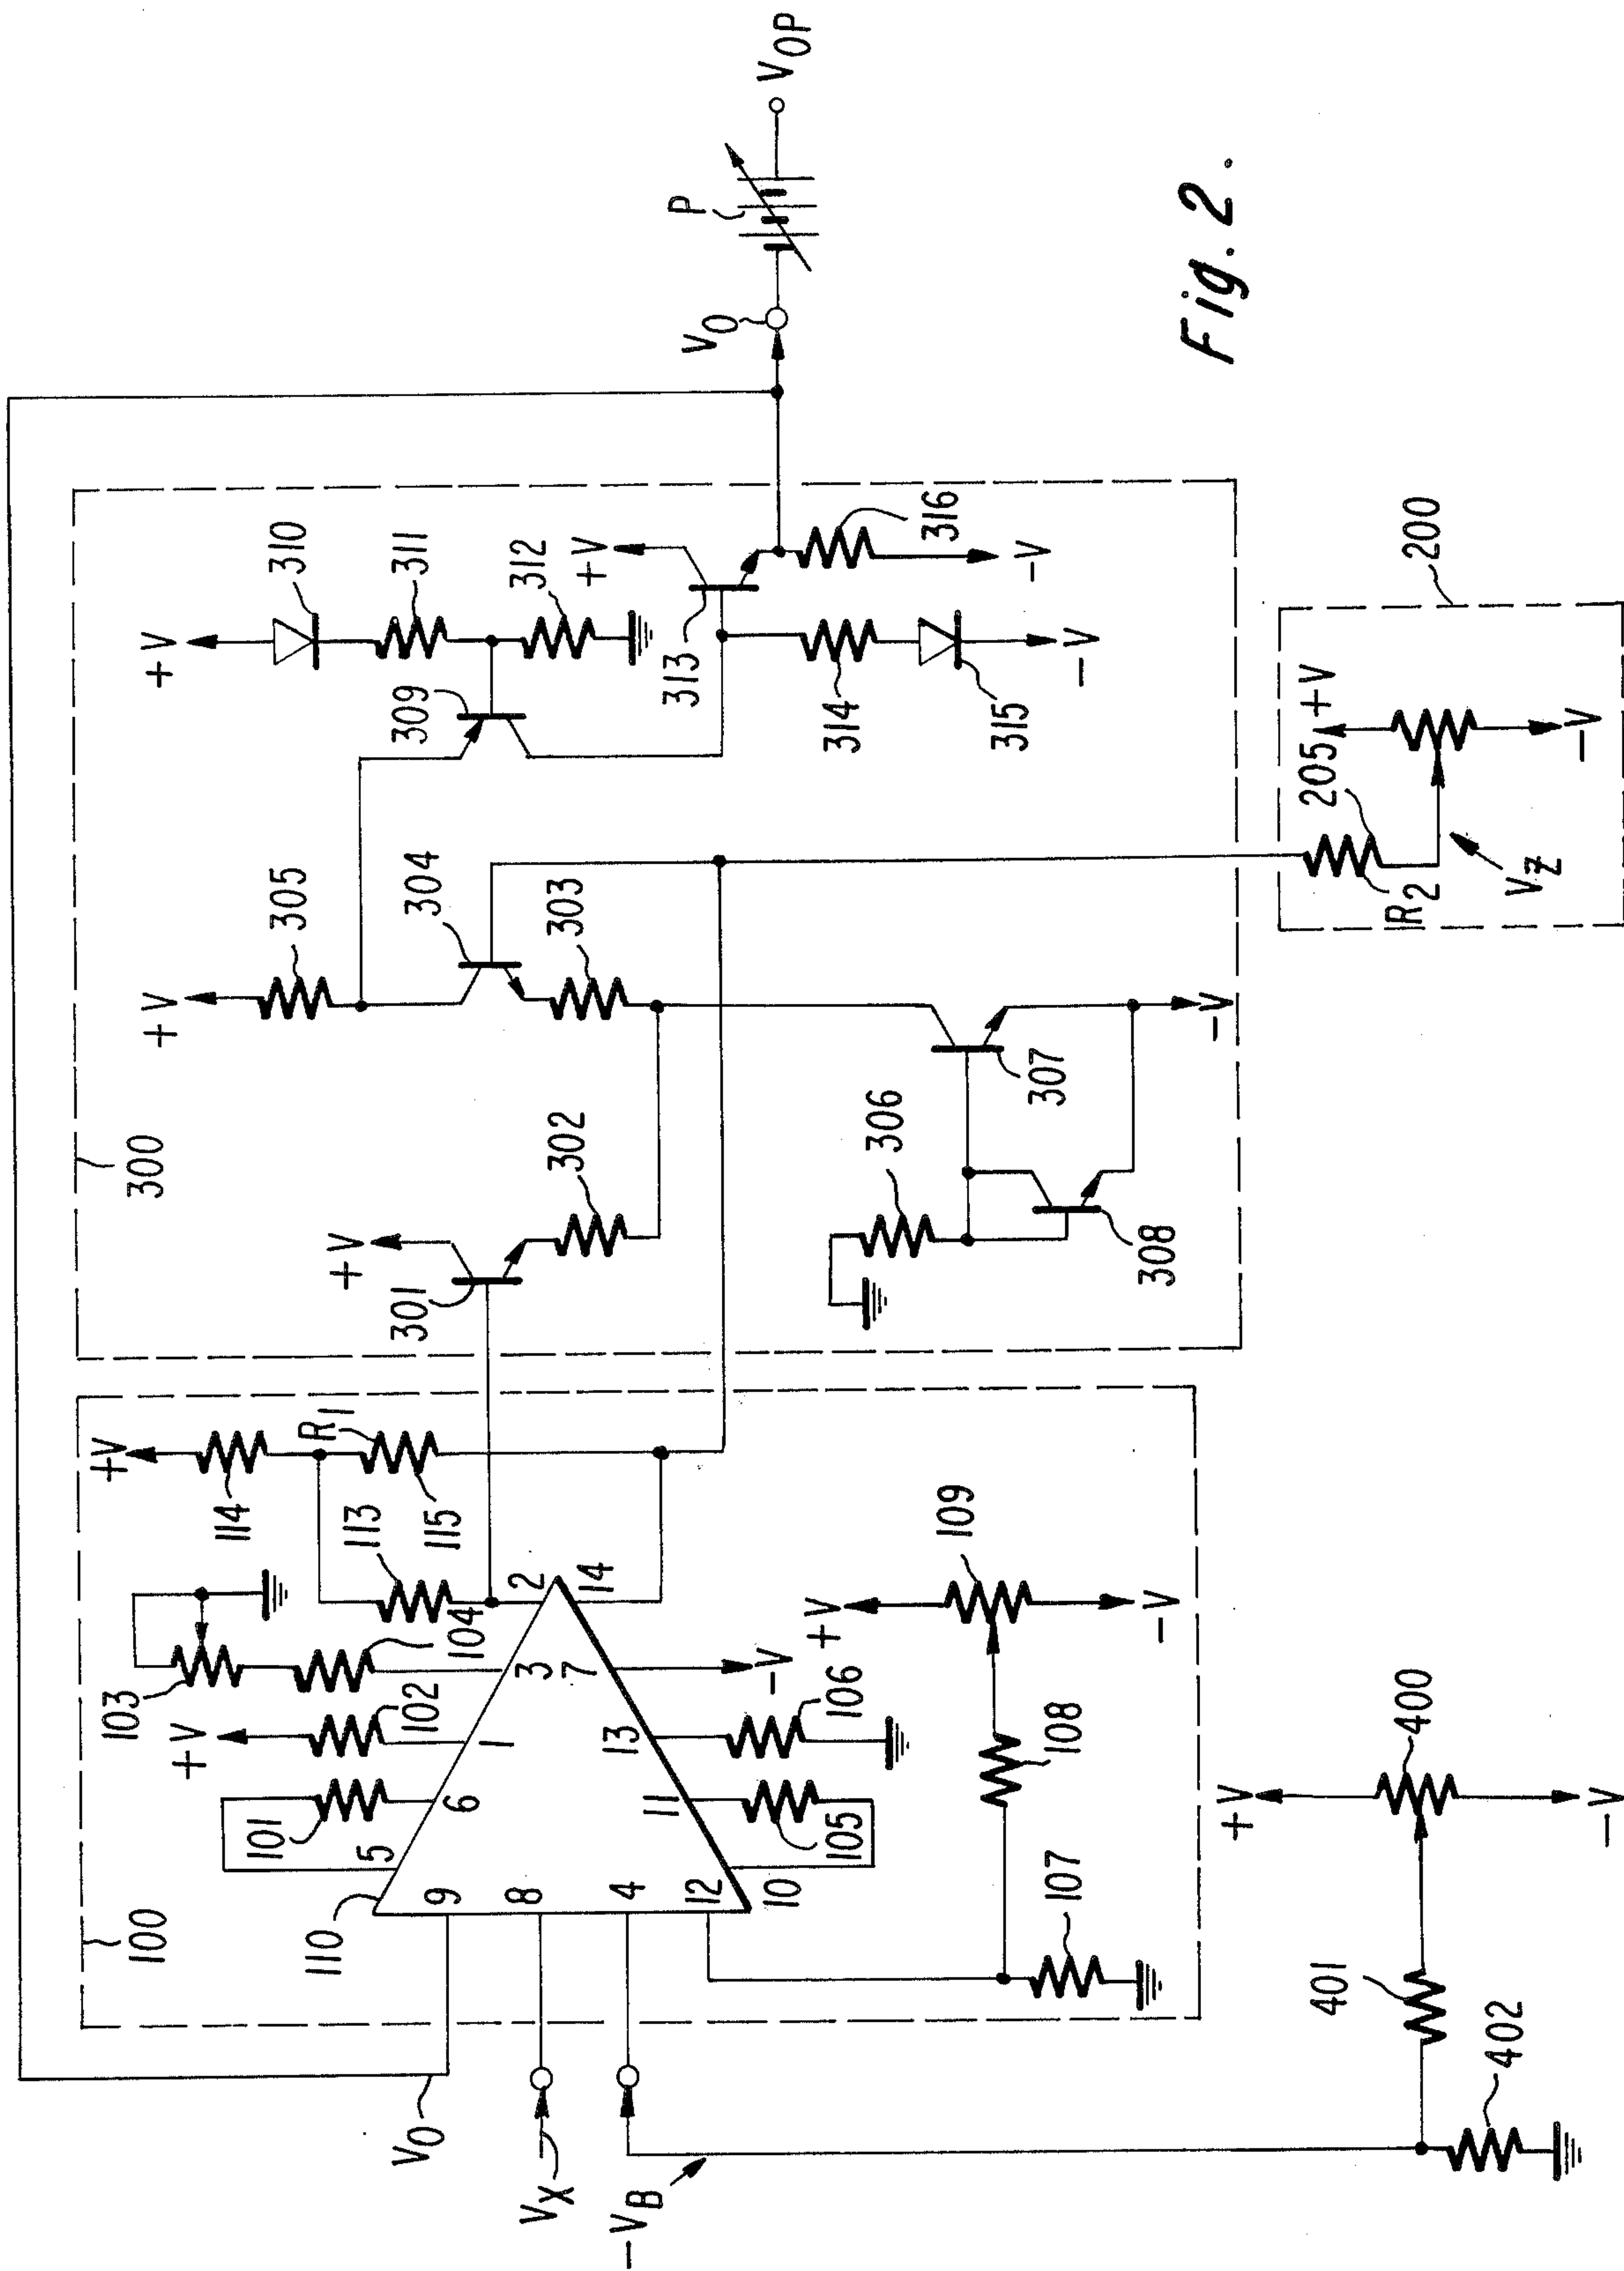 300
+V
305
+V
310
311
312
309
304
303
+V
313
314
315
316
-V
-V
+V
301
302
306
307
308
-V
V0
P
VOP
100
+V
114
R1
113
115
103
104
+V
102
101
110
5
6
1
3
2
14
9
8
4
12
10
11
13
7
-V
105
106
+V
109
-V
108
107
V0
VX
-VB
+V
400
-V
401
402
200
205
+V
R2
VZ
-V
Fig. 2.